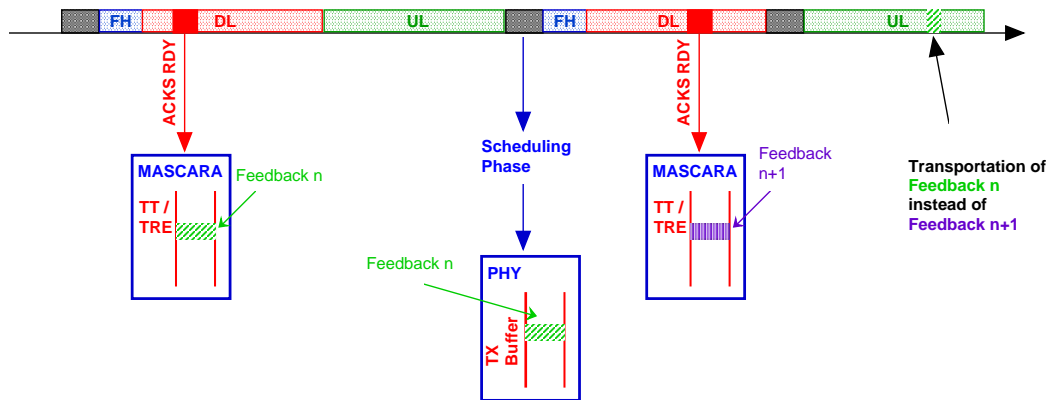 FH
DL
UL
FH
DL
UL
ACKS RDY
ACKS RDY
Scheduling
Phase
MASCARA
TT /
TRE
Feedback n
MASCARA
TT /
TRE
Feedback
n+1
Transportation of
Feedback n
instead of
Feedback n+1
Feedback n
PHY
TX
Buffer